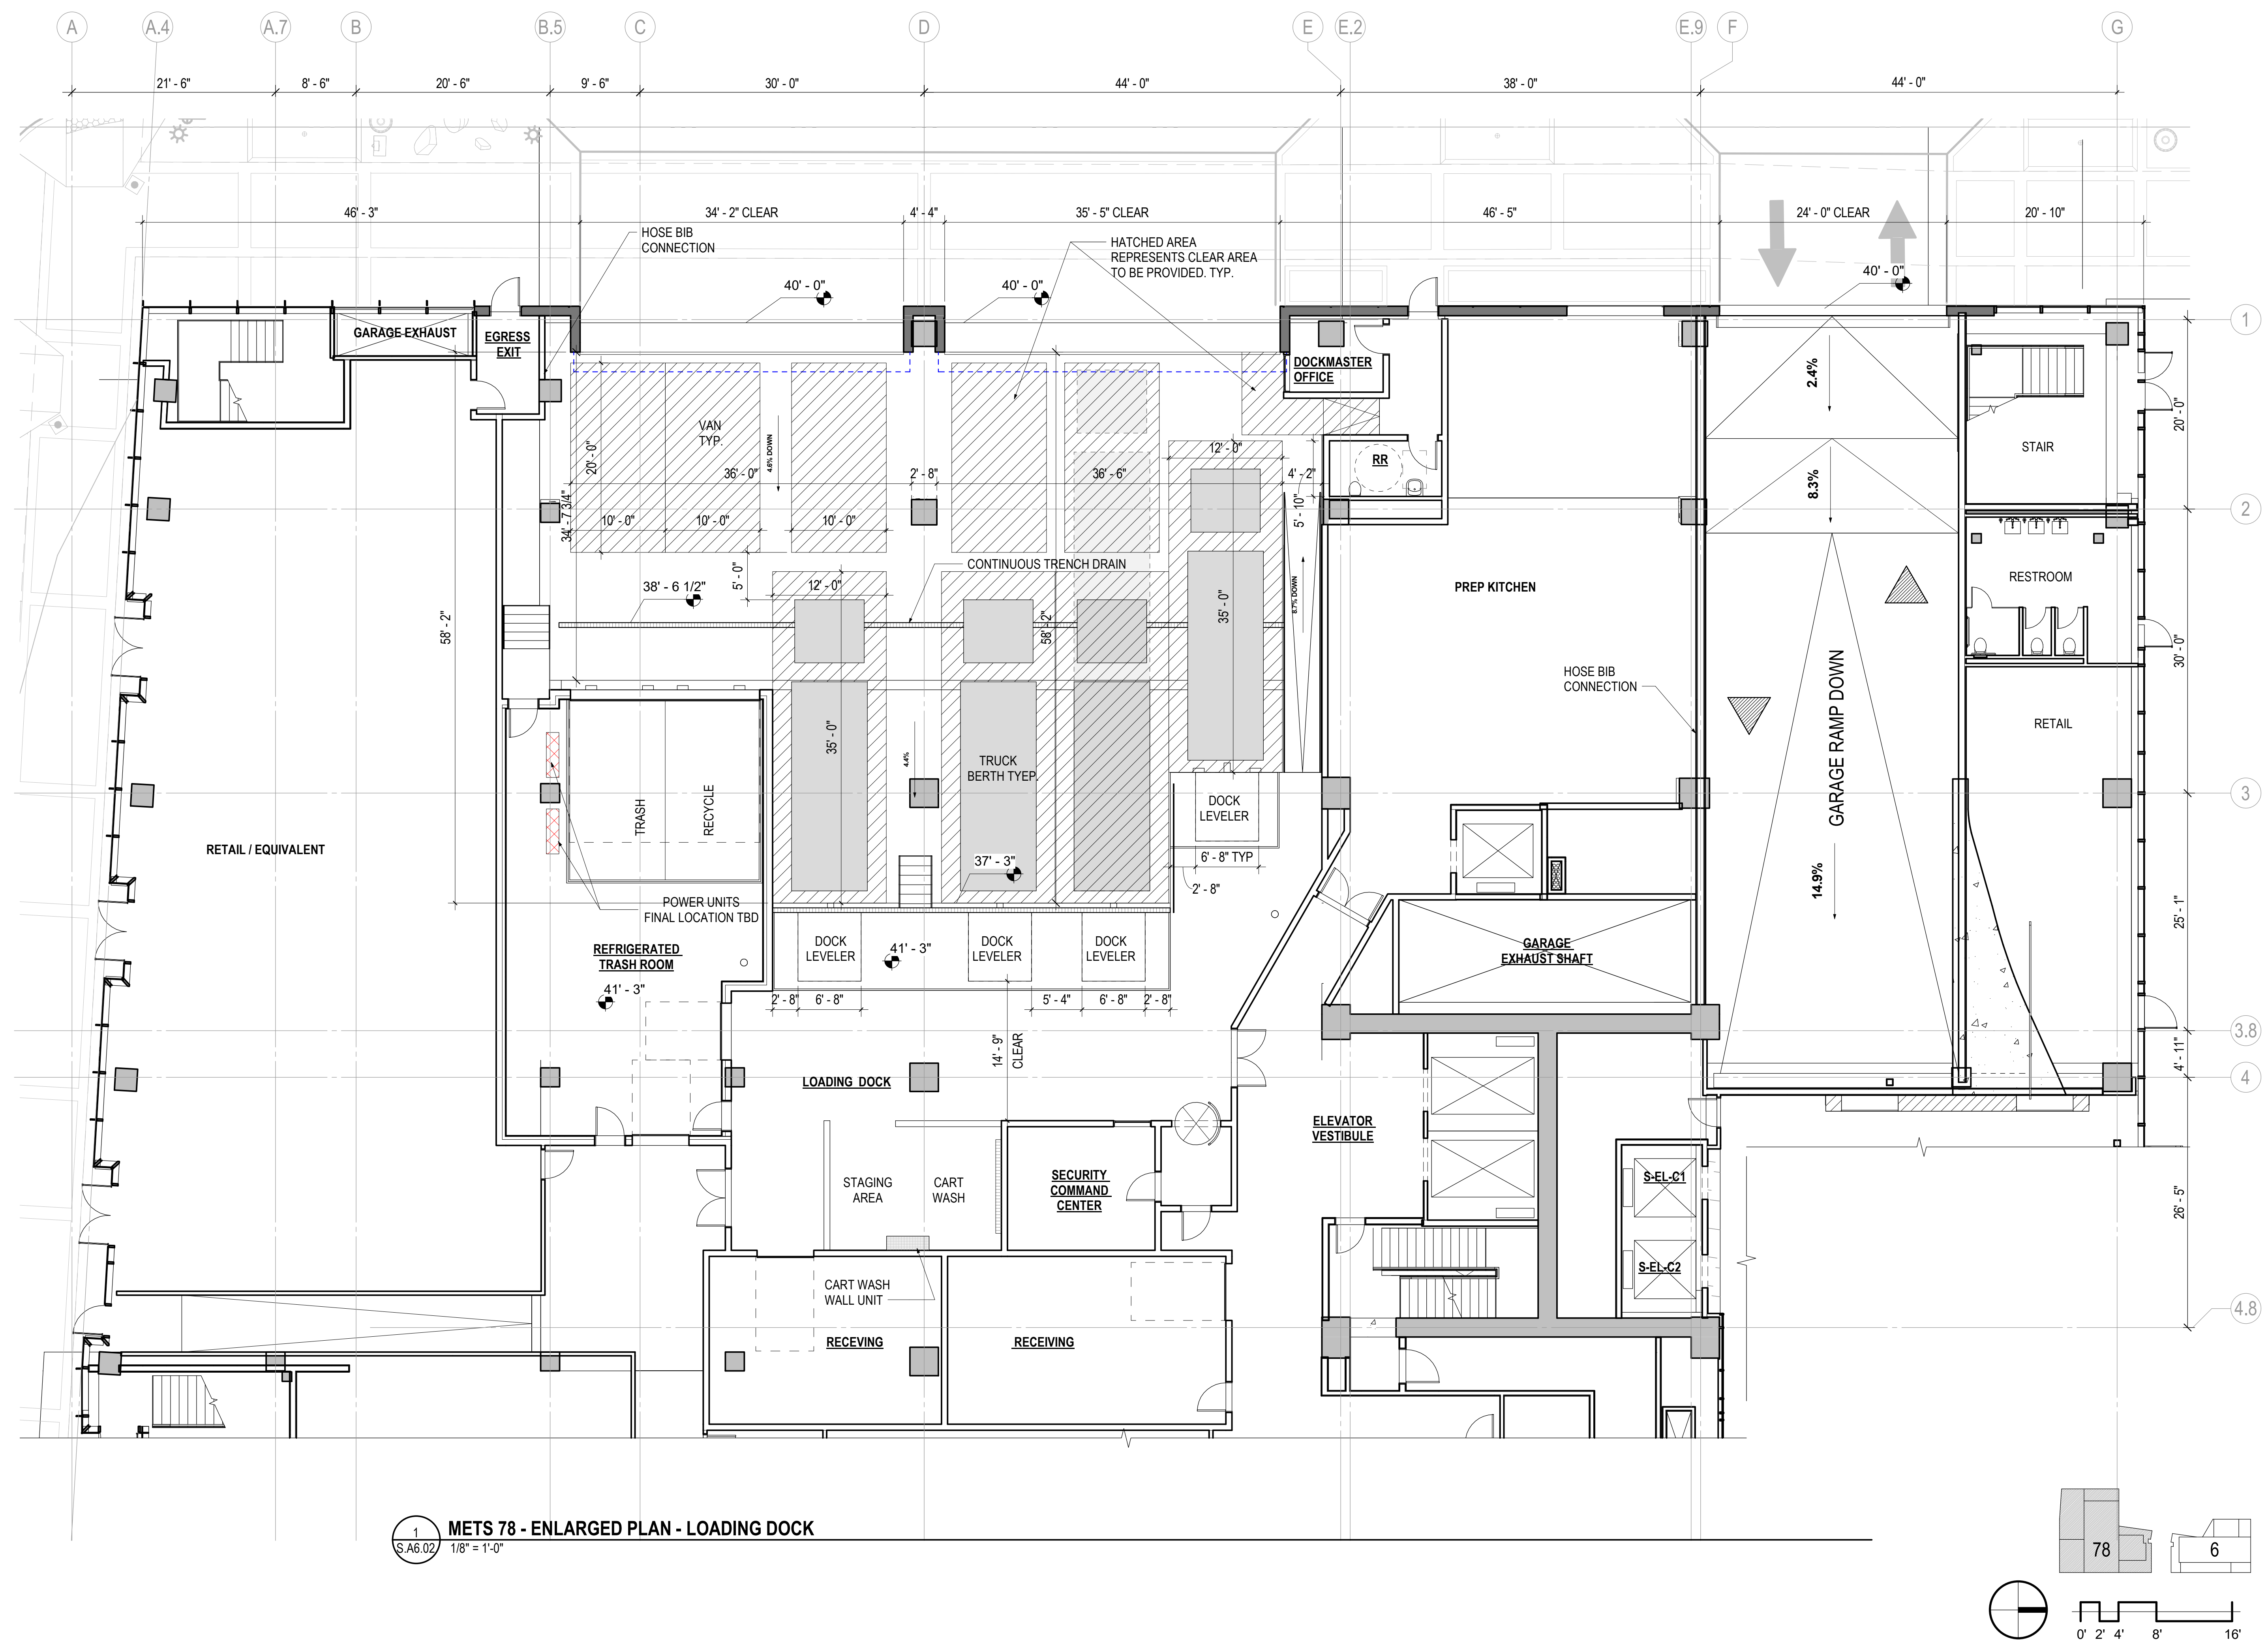 A
A.4
A.7
B
B.5
C
D
E
E.2
E.9
F
G
21' - 6"
8' - 6"
20' - 6"
9' - 6"
30' - 0"
44' - 0"
38' - 0"
44' - 0"
46' - 3"
34' - 2" CLEAR
4' - 4"
35' - 5" CLEAR
46' - 5"
24' - 0" CLEAR
20' - 10"
HOSE BIB
CONNECTION
HATCHED AREA
REPRESENTS CLEAR AREA
TO BE PROVIDED. TYP.
40' - 0"
40' - 0"
40' - 0"
GARAGE EXHAUST
EGRESS
EXIT
DOCKMASTER
OFFICE
1
2.4%
20' - 0"
VAN
TYP.
4.6% DOWN
20' - 0"
36' - 0"
2' - 8"
36' - 6"
12' - 0"
4' - 2"
RR
STAIR
8.3%
34' - 7 3/4"
10' - 0"
10' - 0"
10' - 0"
5' - 10"
2
CONTINUOUS TRENCH DRAIN
38' - 6 1/2"
5' - 0"
12' - 0"
58' - 2"
58' - 2"
35' - 0"
8.7% DOWN
PREP KITCHEN
RESTROOM
30' - 0"
HOSE BIB
CONNECTION
GARAGE RAMP DOWN
RETAIL
35' - 0"
4.4%
TRUCK
BERTH TYEP.
TRASH
RECYCLE
DOCK
LEVELER
3
RETAIL / EQUIVALENT
37' - 3"
6' - 8" TYP
2' - 8"
14.9%
25' - 1"
POWER UNITS
FINAL LOCATION TBD
REFRIGERATED
TRASH ROOM
41' - 3"
DOCK
LEVELER
41' - 3"
DOCK
LEVELER
DOCK
LEVELER
GARAGE
EXHAUST SHAFT
2' - 8"
6' - 8"
5' - 4"
6' - 8"
2' - 8"
3.8
14' - 9"
CLEAR
4' - 11"
LOADING DOCK
4
ELEVATOR
VESTIBULE
STAGING
AREA
CART
WASH
SECURITY
COMMAND
CENTER
S-EL-C1
26' - 5"
S-EL-C2
CART WASH
WALL UNIT
4.8
RECEVING
RECEIVING
1
S.A6.02
METS 78 - ENLARGED PLAN - LOADING DOCK
1/8" = 1'-0"
78
6
0'
2'
4'
8'
16'